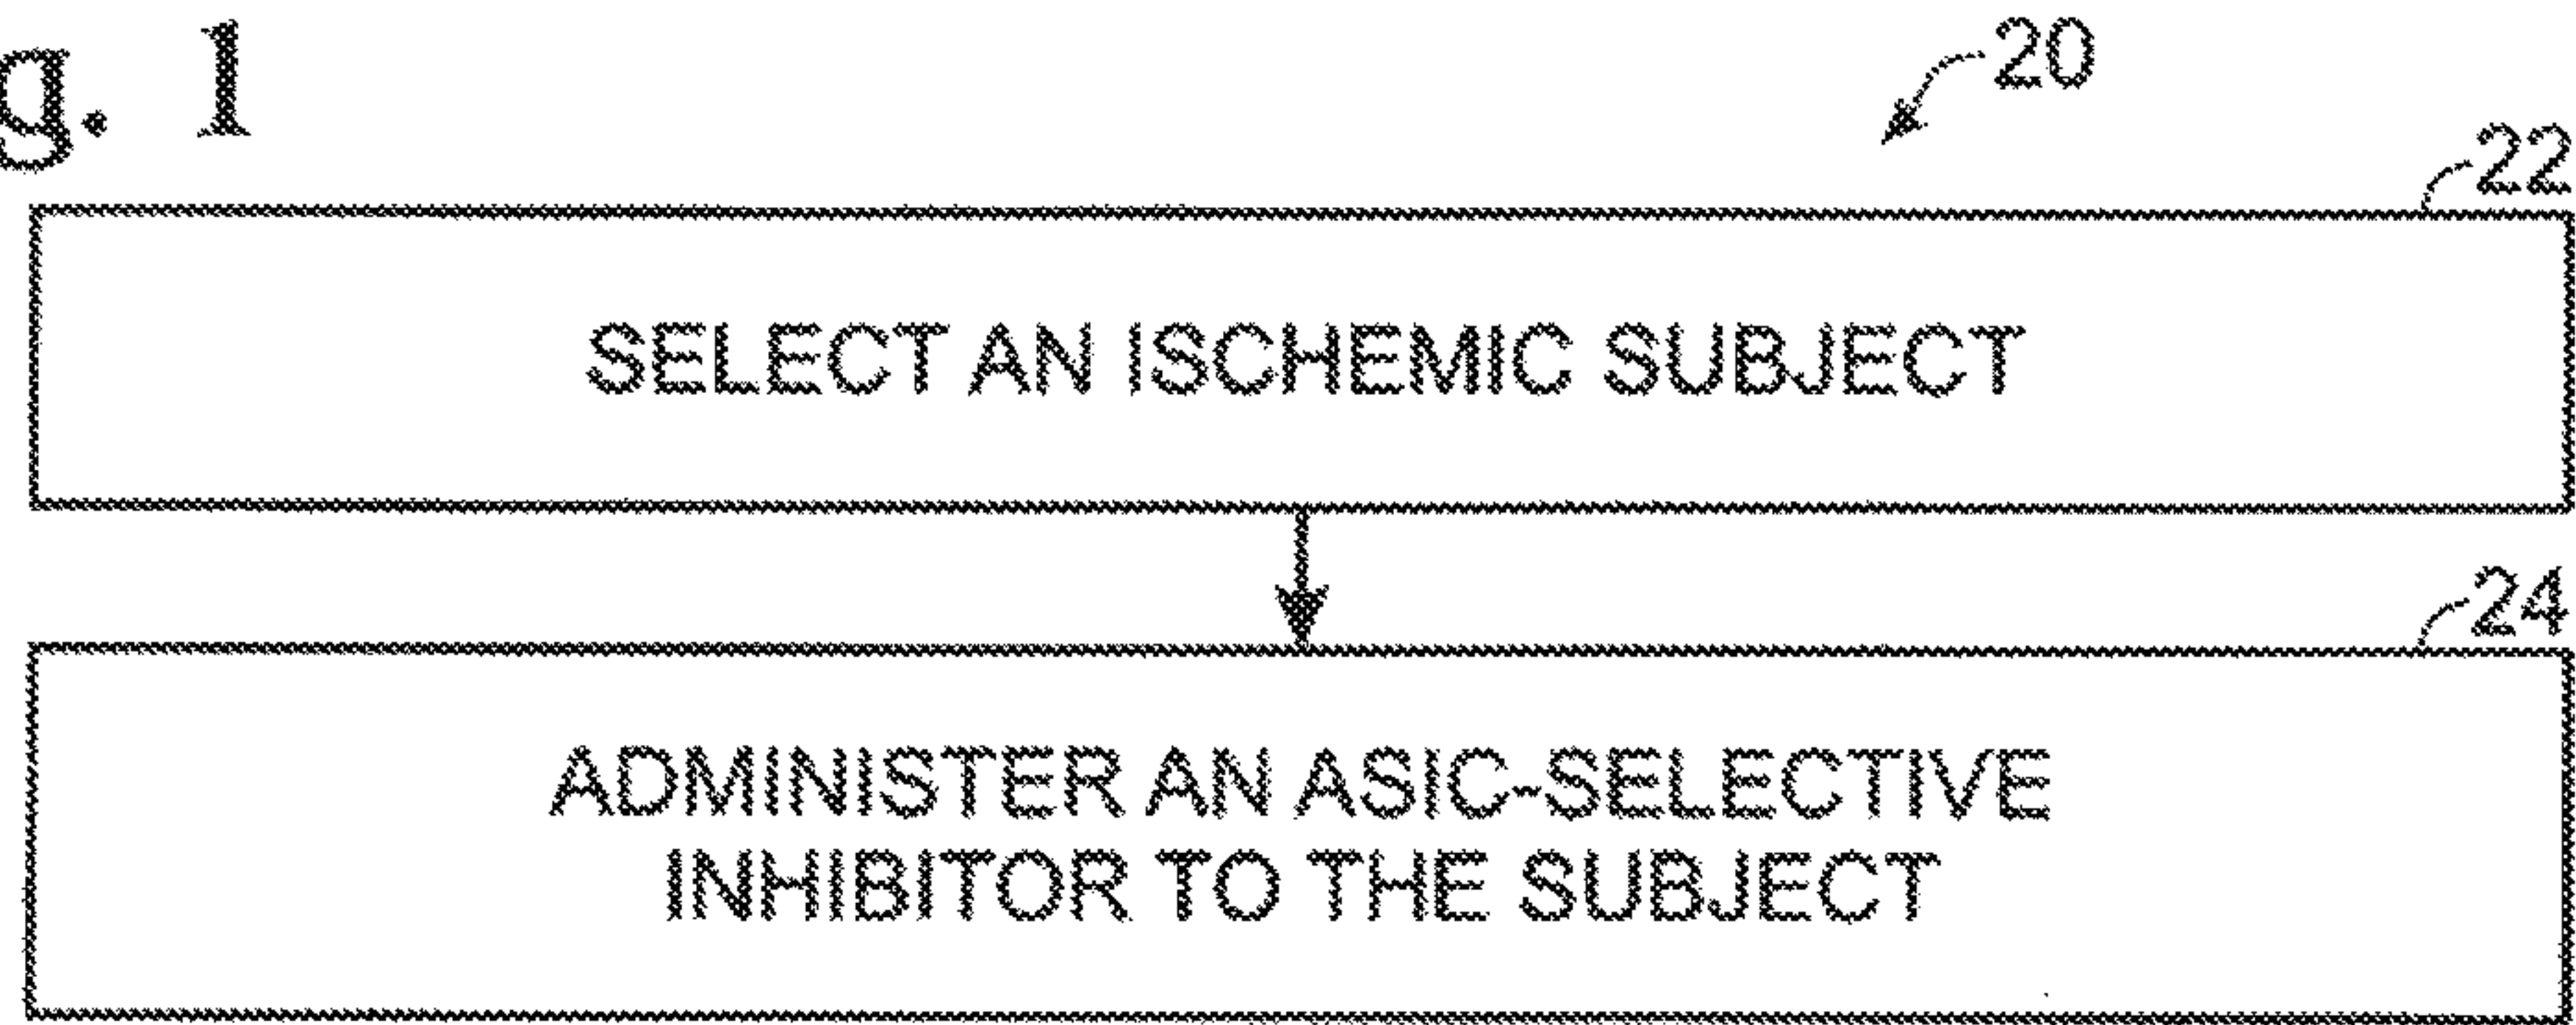 g. 1
20
22
SELECT AN ISCHEMIC SUBJECT
24
ADMINISTER AN ASIC-SELECTIVE
INHIBITOR TO THE SUBJECT